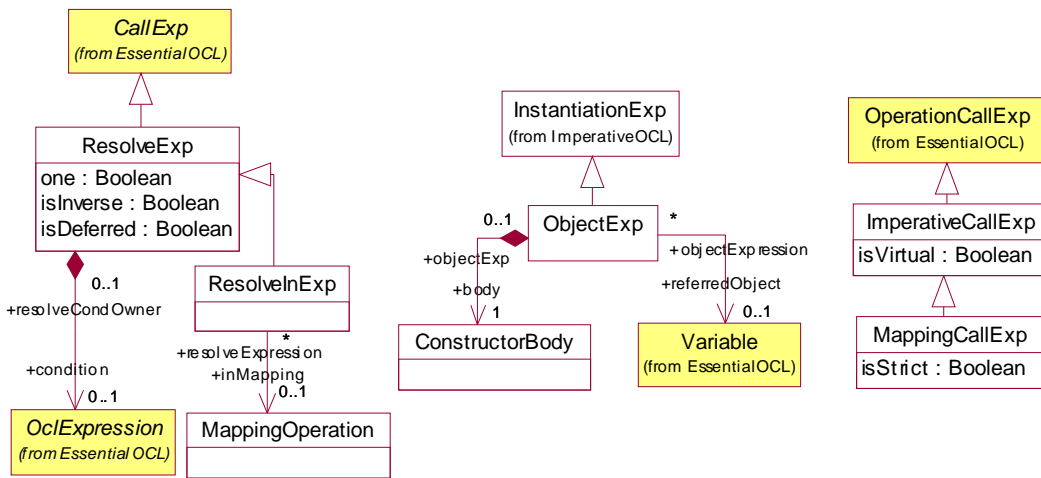 CallExp
(from EssentialOCL)
ResolveExp
one : Boolean
isInverse : Boolean
isDeferred : Boolean
0..1
+resolveCondOwner
+condition
0..1
OclExpression
(from Essential OCL)
ResolveInExp
*
+resolveExpression
+inMapping
0..1
MappingOperation
InstantiationExp
(from ImperativeOCL)
ObjectExp
0..1
+objectExp
+body
1
ConstructorBody
*
+objectExpression
+referredObject
0..1
Variable
(from EssentialOCL)
OperationCallExp
(from EssentialOCL)
ImperativeCallExp
isVirtual : Boolean
MappingCallExp
isStrict : Boolean